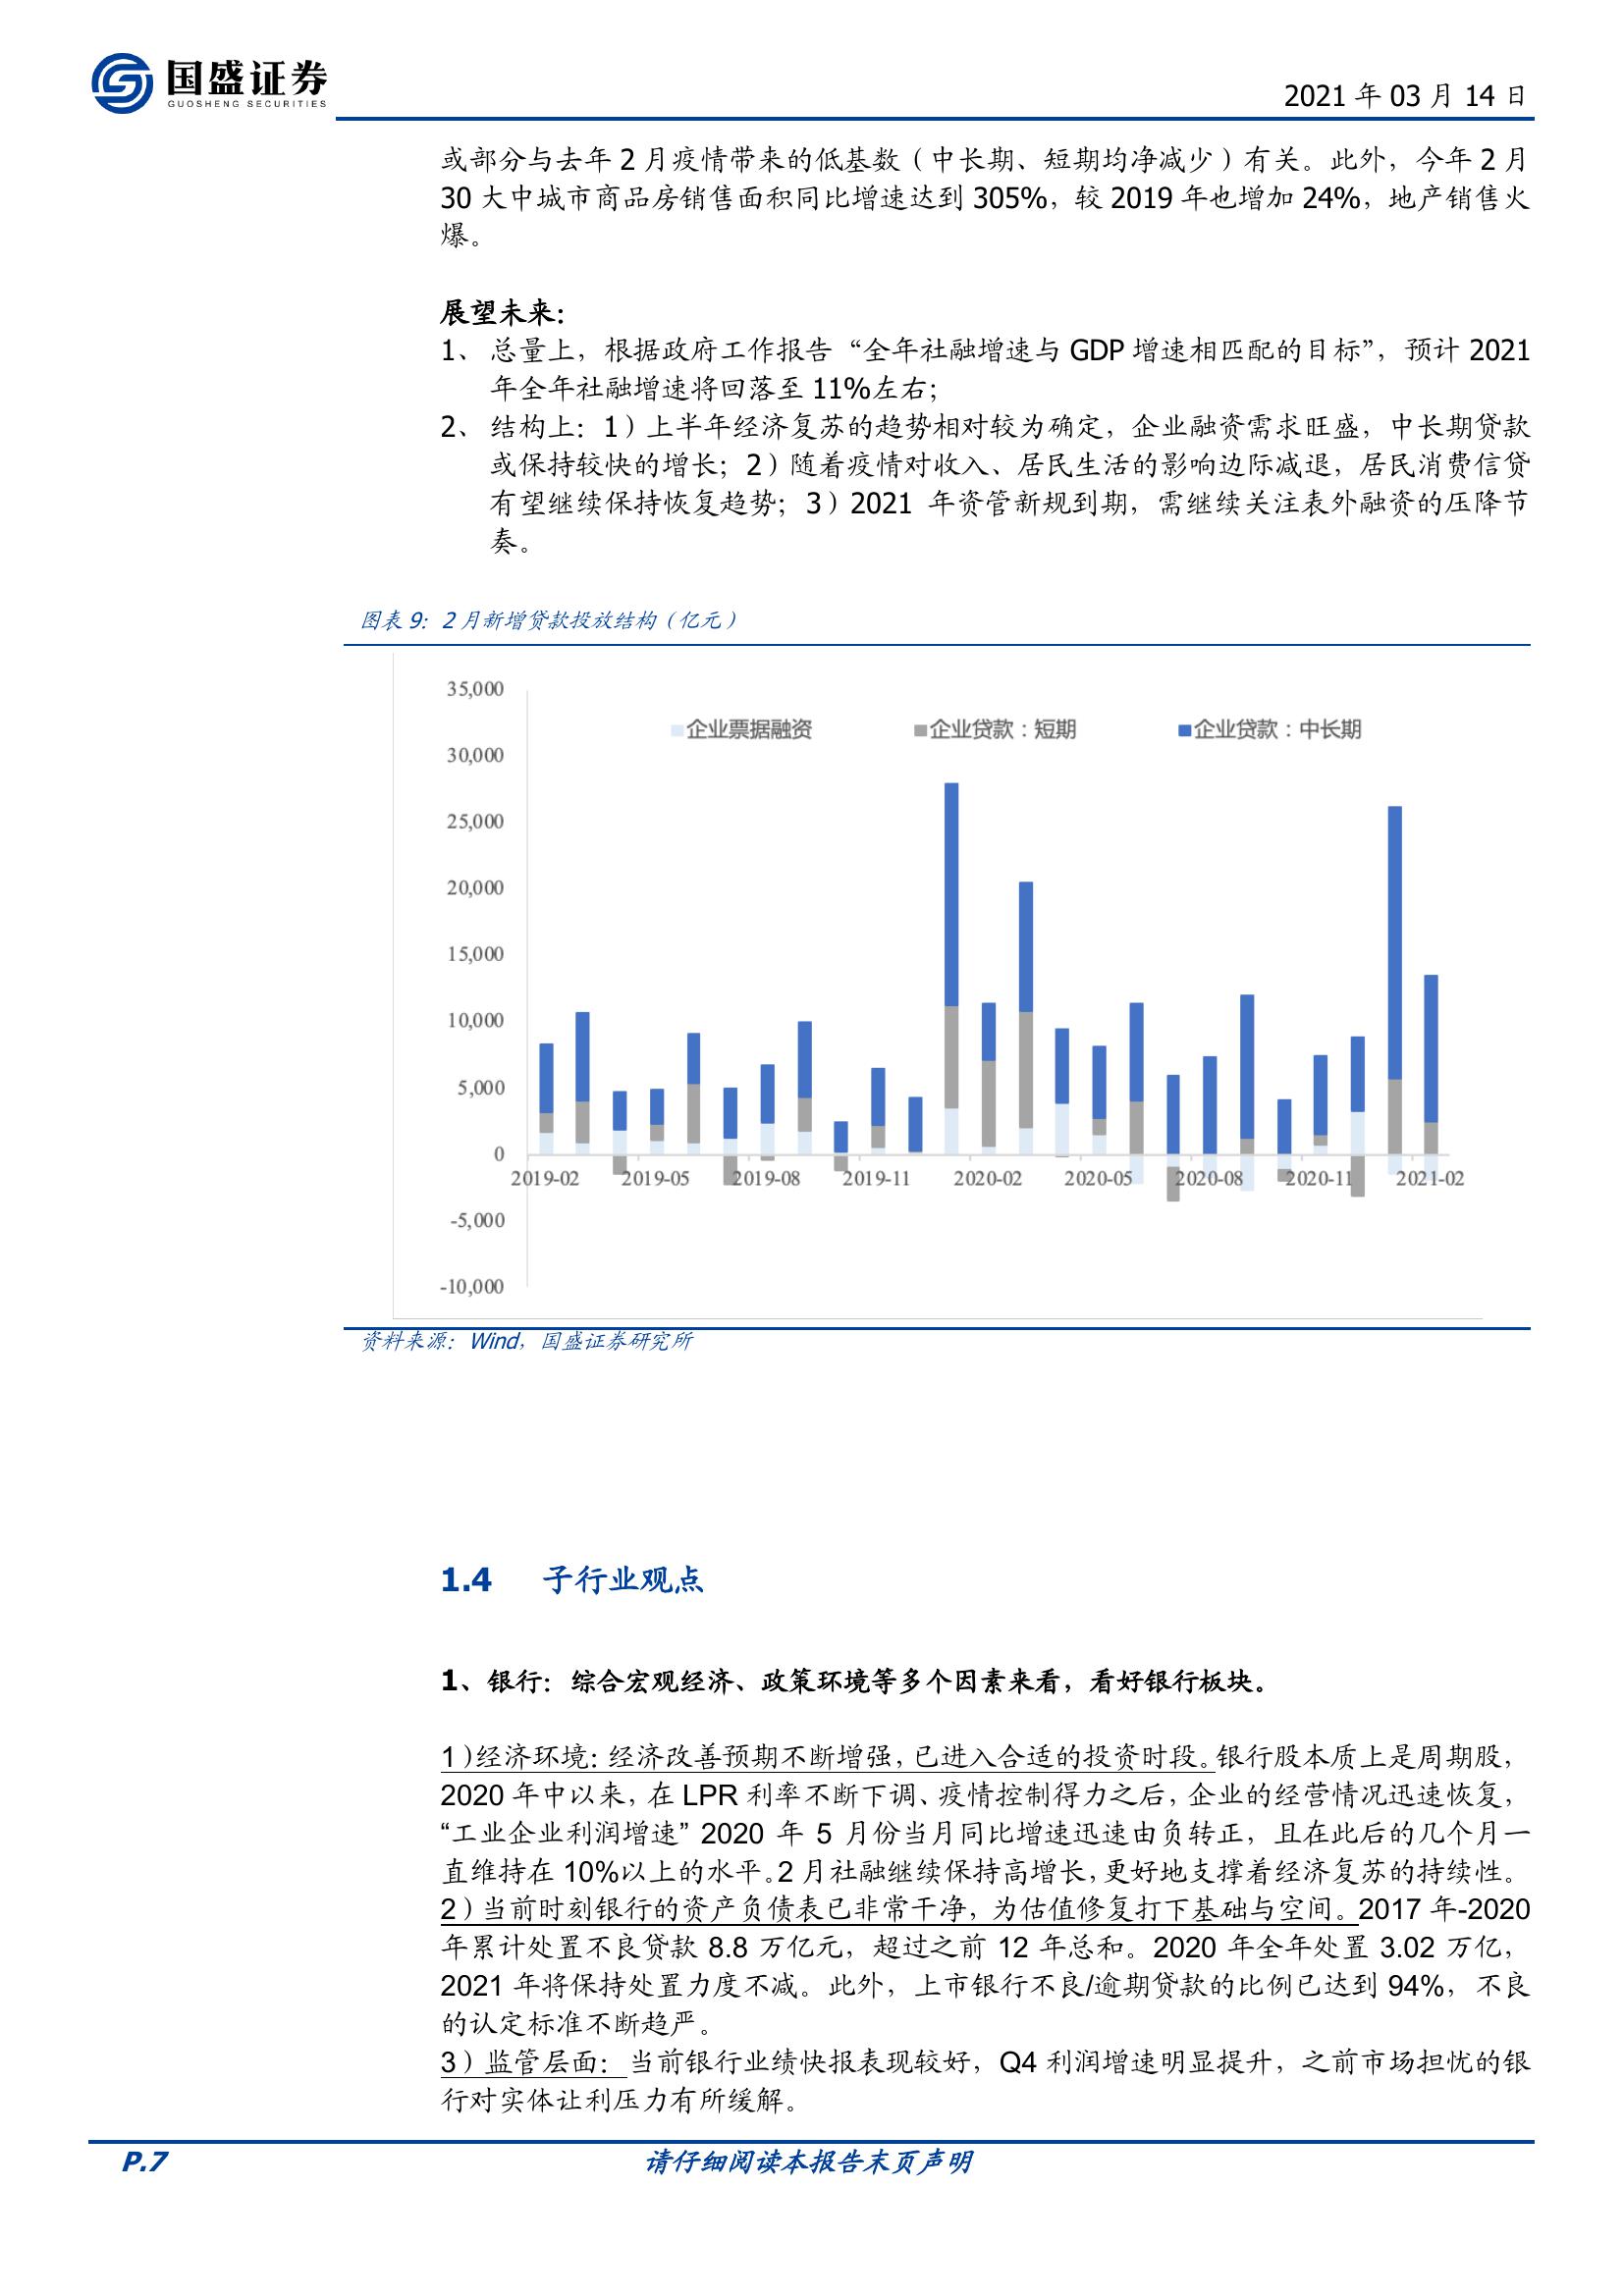 国盛证券
GUOSHENG SECURITIES
2021 年 03 月 14 日
或部分与去年 2 月疫情带来的低基数（中长期、短期均净减少）有关。此外，今年 2 月
30 大中城市商品房销售面积同比增速达到 305%，较 2019 年也增加 24%，地产销售火
爆。
展望未来：
1、 总量上，根据政府工作报告“全年社融增速与 GDP 增速相匹配的目标”，预计 2021
年全年社融增速将回落至 11%左右；
2、 结构上：1）上半年经济复苏的趋势相对较为确定，企业融资需求旺盛，中长期贷款
或保持较快的增长；2）随着疫情对收入、居民生活的影响边际减退，居民消费信贷
有望继续保持恢复趋势；3）2021 年资管新规到期，需继续关注表外融资的压降节
奏。
图表 9：2 月新增贷款投放结构（亿元）
35,000
企业票据融资 企业贷款：短期 企业贷款：中长期
30,000
25,000
20,000
15,000
10,000
5,000
0
2019-02 2019-05 2019-08 2019-11 2020-02 2020-05 2020-08 2020-11 2021-02
-5,000
-10,000
资料来源：Wind，国盛证券研究所
1.4 子行业观点
1、银行：综合宏观经济、政策环境等多个因素来看，看好银行板块。
1）经济环境：经济改善预期不断增强，已进入合适的投资时段。银行股本质上是周期股，
2020 年中以来，在 LPR 利率不断下调、疫情控制得力之后，企业的经营情况迅速恢复，
“工业企业利润增速” 2020 年 5 月份当月同比增速迅速由负转正，且在此后的几个月一
直维持在 10%以上的水平。2 月社融继续保持高增长，更好地支撑着经济复苏的持续性。
2）当前时刻银行的资产负债表已非常干净，为估值修复打下基础与空间。2017 年-2020
年累计处置不良贷款 8.8 万亿元，超过之前 12 年总和。2020 年全年处置 3.02 万亿，
2021 年将保持处置力度不减。此外，上市银行不良/逾期贷款的比例已达到 94%，不良
的认定标准不断趋严。
3）监管层面：当前银行业绩快报表现较好，Q4 利润增速明显提升，之前市场担忧的银
行对实体让利压力有所缓解。
P.7 请仔细阅读本报告末页声明